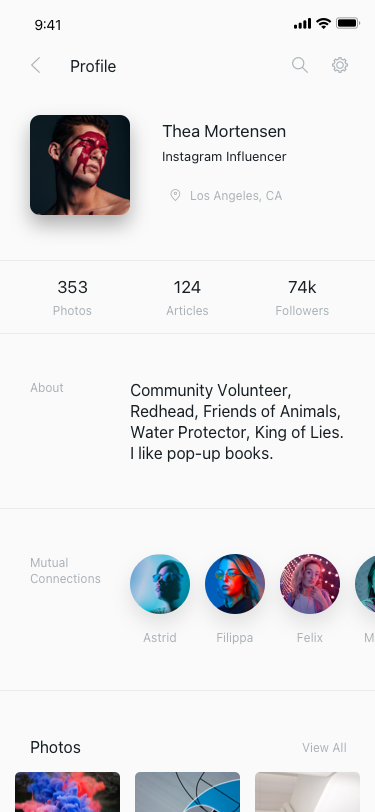 9:41
Profile
Thea Mortensen
Instagram Influencer
Los Angeles, CA
353
Photos
124
Articles
74k
Followers
About
Community Volunteer,
Redhead, Friends of Animals,
Water Protector, King of Lies.
I like pop-up books.
Mutual
Connections
Astrid
Filippa
Felix
Photos
View All